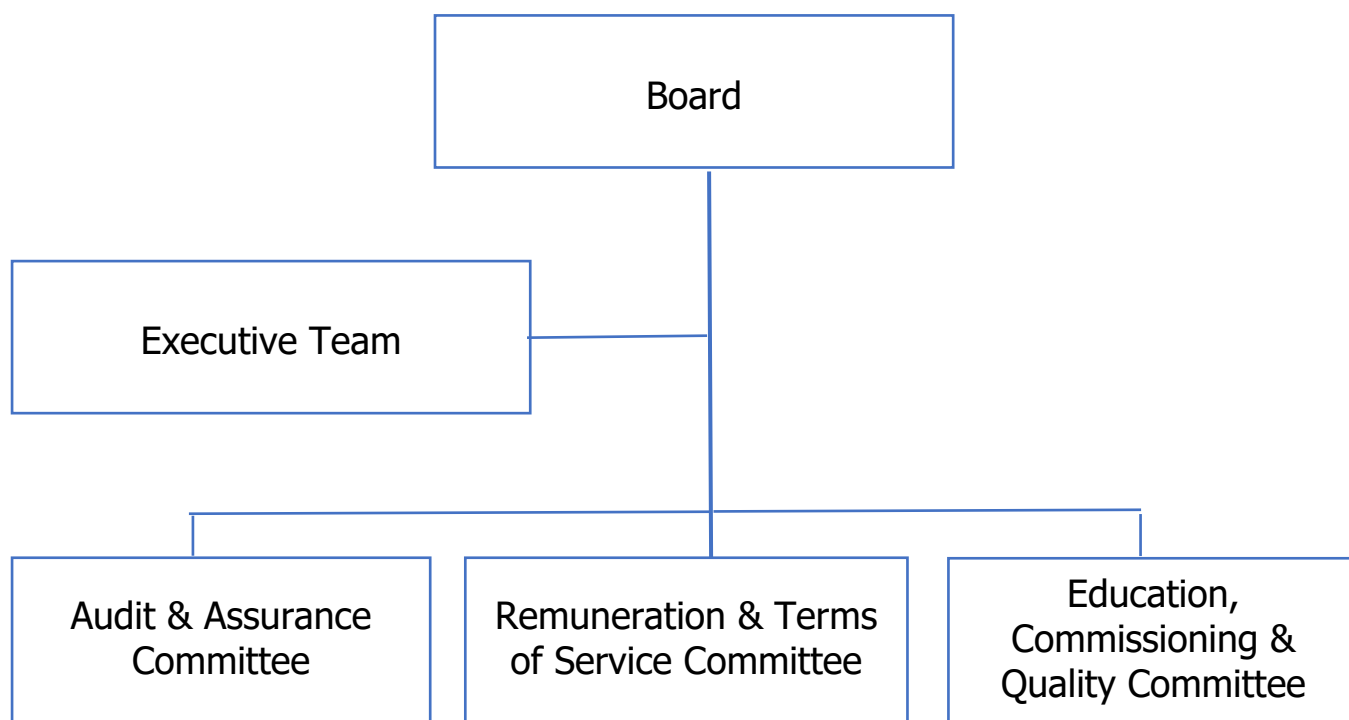 Board
Executive Team
Audit & Assurance
Committee
Remuneration & Terms
of Service Committee
Education,
Commissioning &
Quality Committee